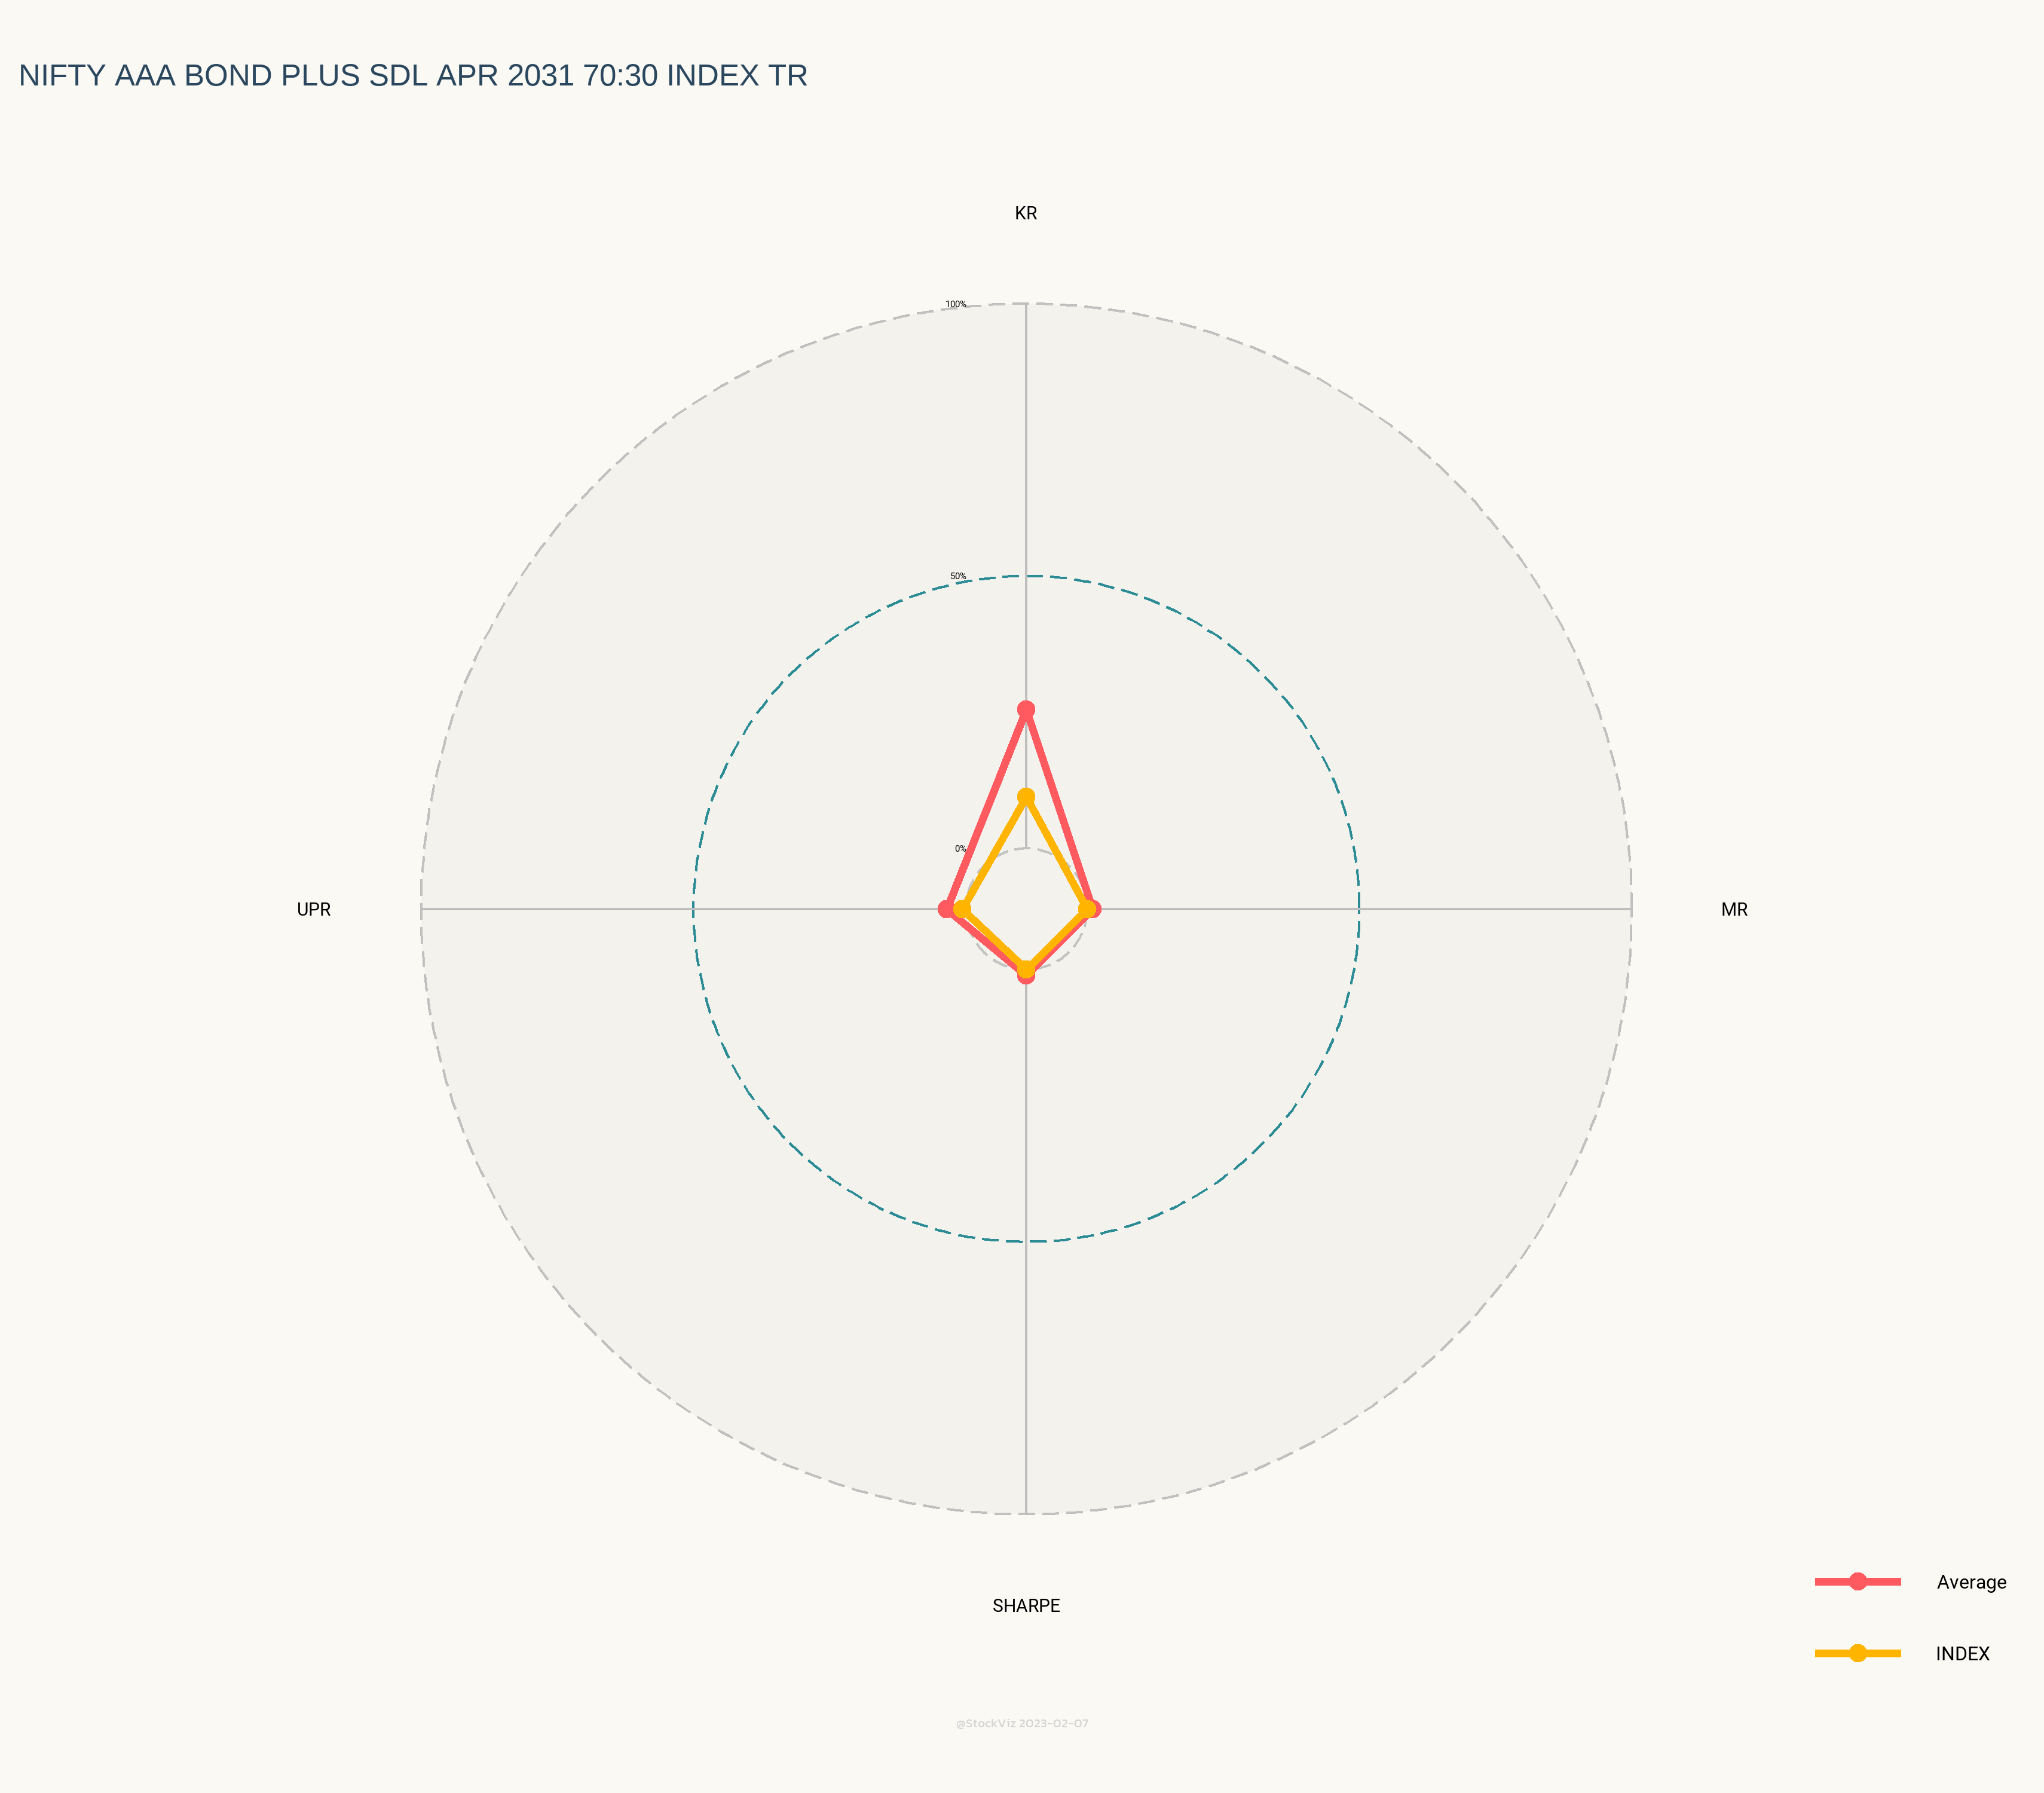 NIFTY AAA BOND PLUS SDL APR 2031 70:30 INDEX TR
KR
100%
50%
0%
UPR
MR
SHARPE
Average
INDEX
@StockViz 2023-02-07